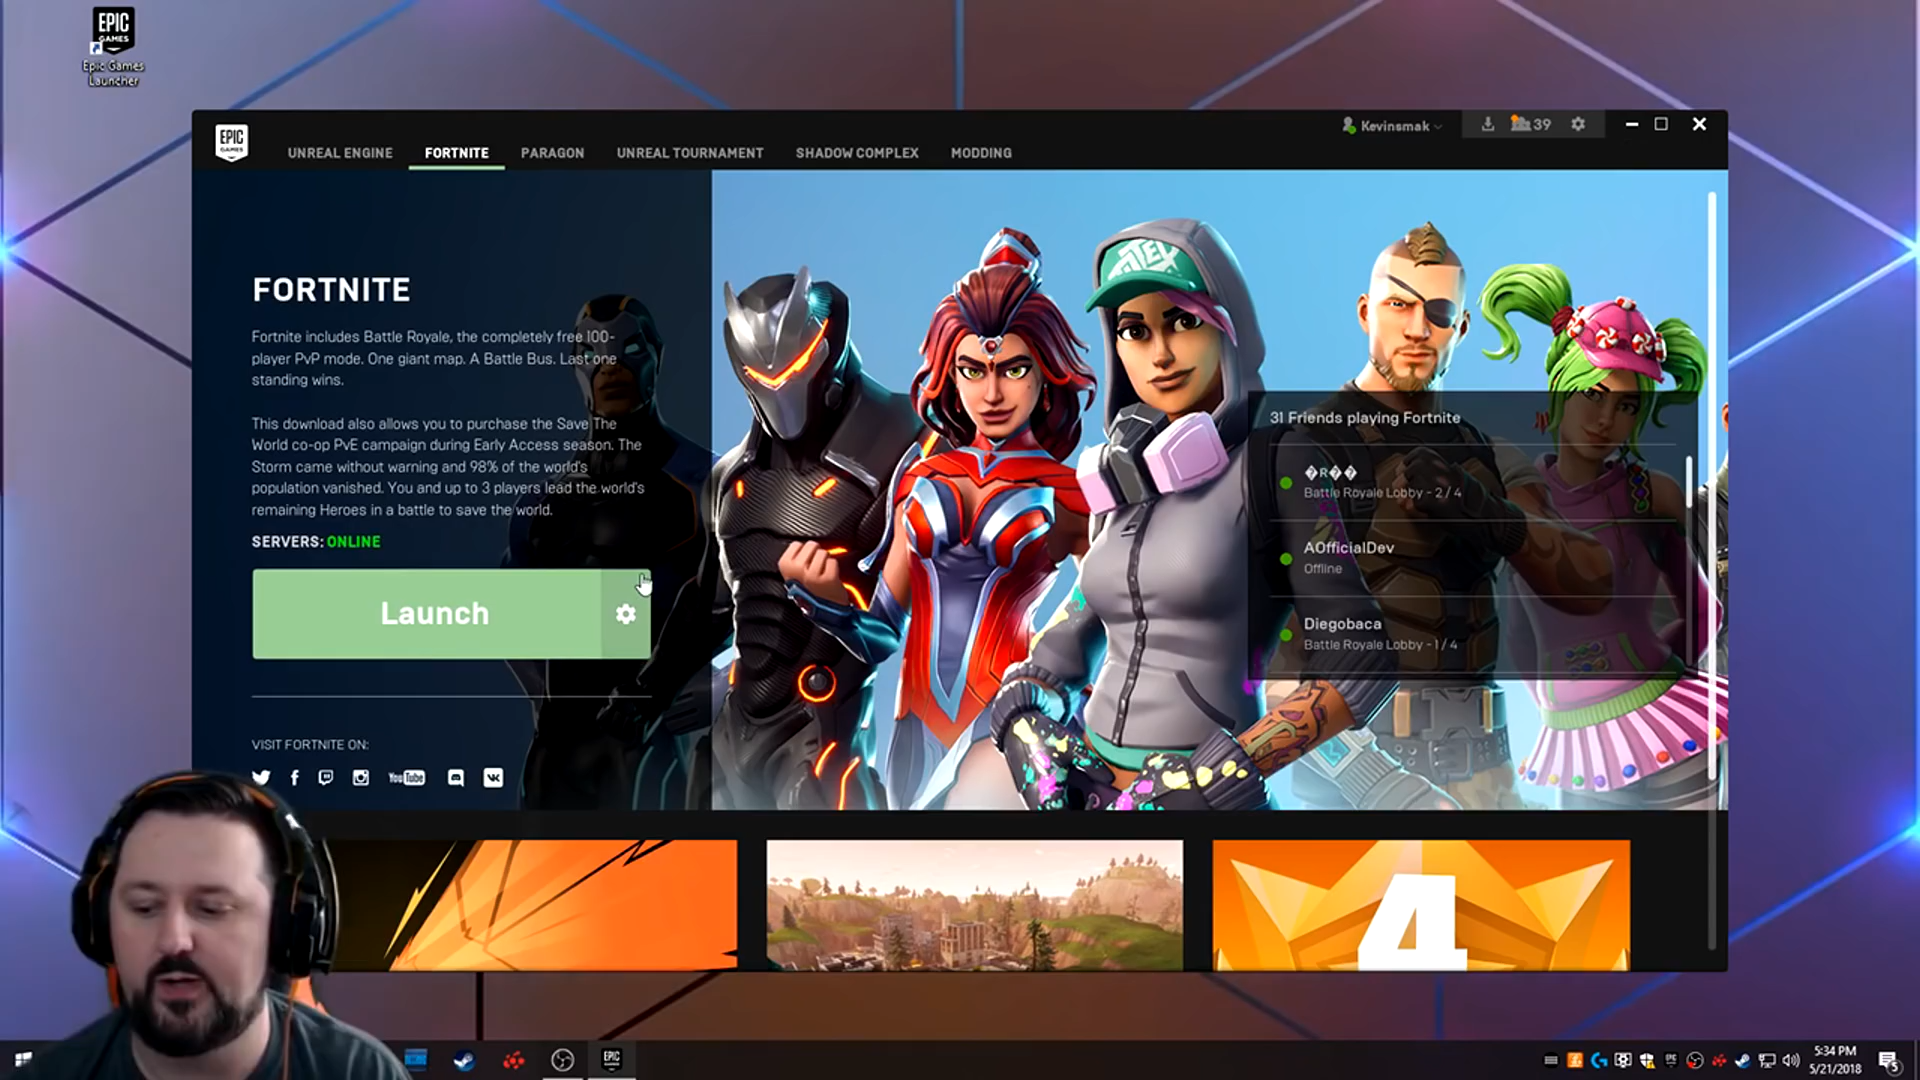 EPIC
GAMES
Epic Games
Launcher
EPIC
GAMES
UNREAL ENGINE
FORTNITE
PARAGON
UNREAL TOURNAMENT
SHADOW COMPLEX
MODDING
Kevinsmak
39
FORTNITE
Fortnite includes Battle Royale, the completely free 100-
player PvP mode. One giant map. A Battle Bus. Last one
standing wins.
This download also allows you to purchase the Save The
World co-op PvE campaign during Early Access season. The
Storm came without warning and 98% of the world's
population vanished. You and up to 3 players lead the world's
remaining Heroes in a battle to save the world.
SERVERS: ONLINE
Launch
VISIT FORTNITE ON:
YouTube
31 Friends playing Fortnite
�R��
Battle Royale Lobby - 2 / 4
AOfficialDev
Offline
Diegobaca
Battle Royale Lobby - 1 / 4
4
EPIC
5:34 PM
5/21/2018
5